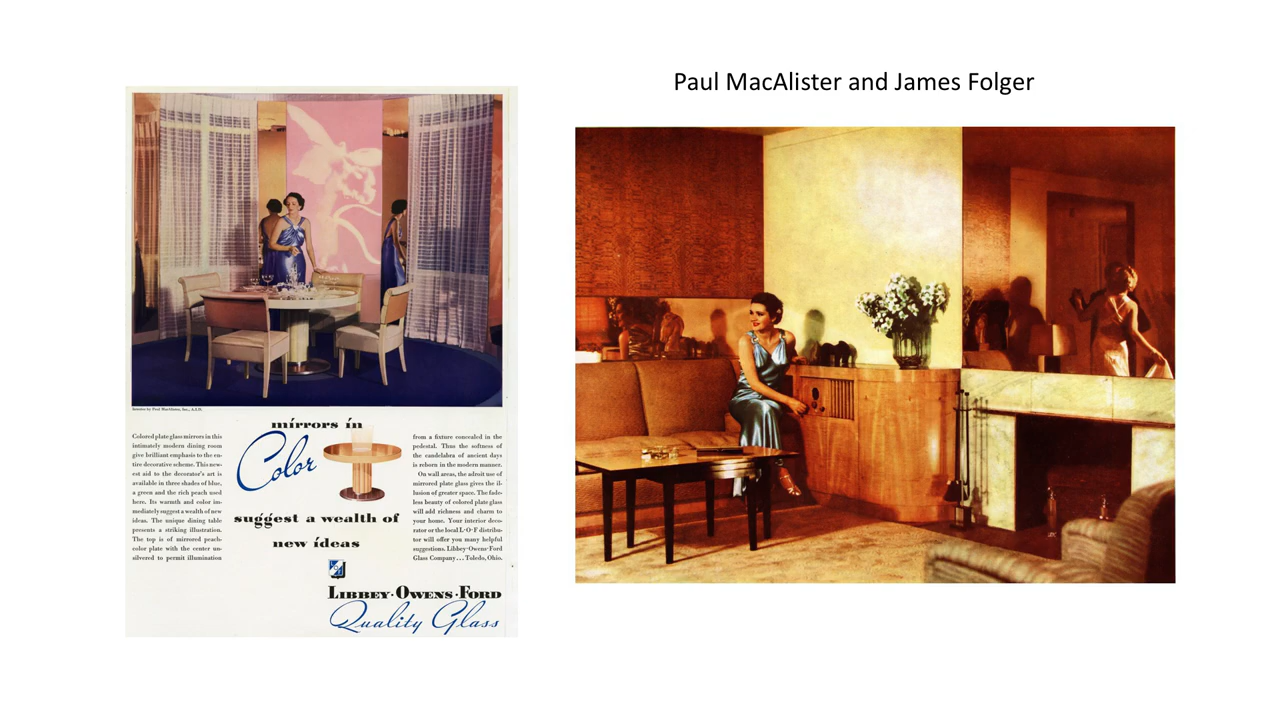 Paul MacAlister and James Folger
Interior by Paul MacAlister, Inc., A.I.D.
mirrors in
Color
suggest a wealth of
new ideas
Colored plate glass mirrors in this
intimately modern dining room
give brilliant emphasis to the en-
tire decorative scheme. This new-
est aid to the decorator's art is
available in three shades of blue,
a green and the rich peach used
here. Its warmth and color im-
mediately suggest a wealth of new
ideas. The unique dining table
presents a striking illustration.
The top is of mirrored peach-
color plate with the center un-
silvered to permit illumination
from a fixture concealed in the
pedestal. Thus the softness of
the candelabra of ancient days
is reborn in the modern manner.
On wall areas, the adroit use of
mirrored plate glass gives the il-
lusion of greater space. The fade-
less beauty of colored plate glass
will add richness and charm to
your home. Your interior deco-
rator or the local L·O·F distribu-
tor will offer you many helpful
suggestions. Libbey·Owens·Ford
Glass Company . . . Toledo, Ohio.
LIBBEY·OWENS·FORD
Quality Glass